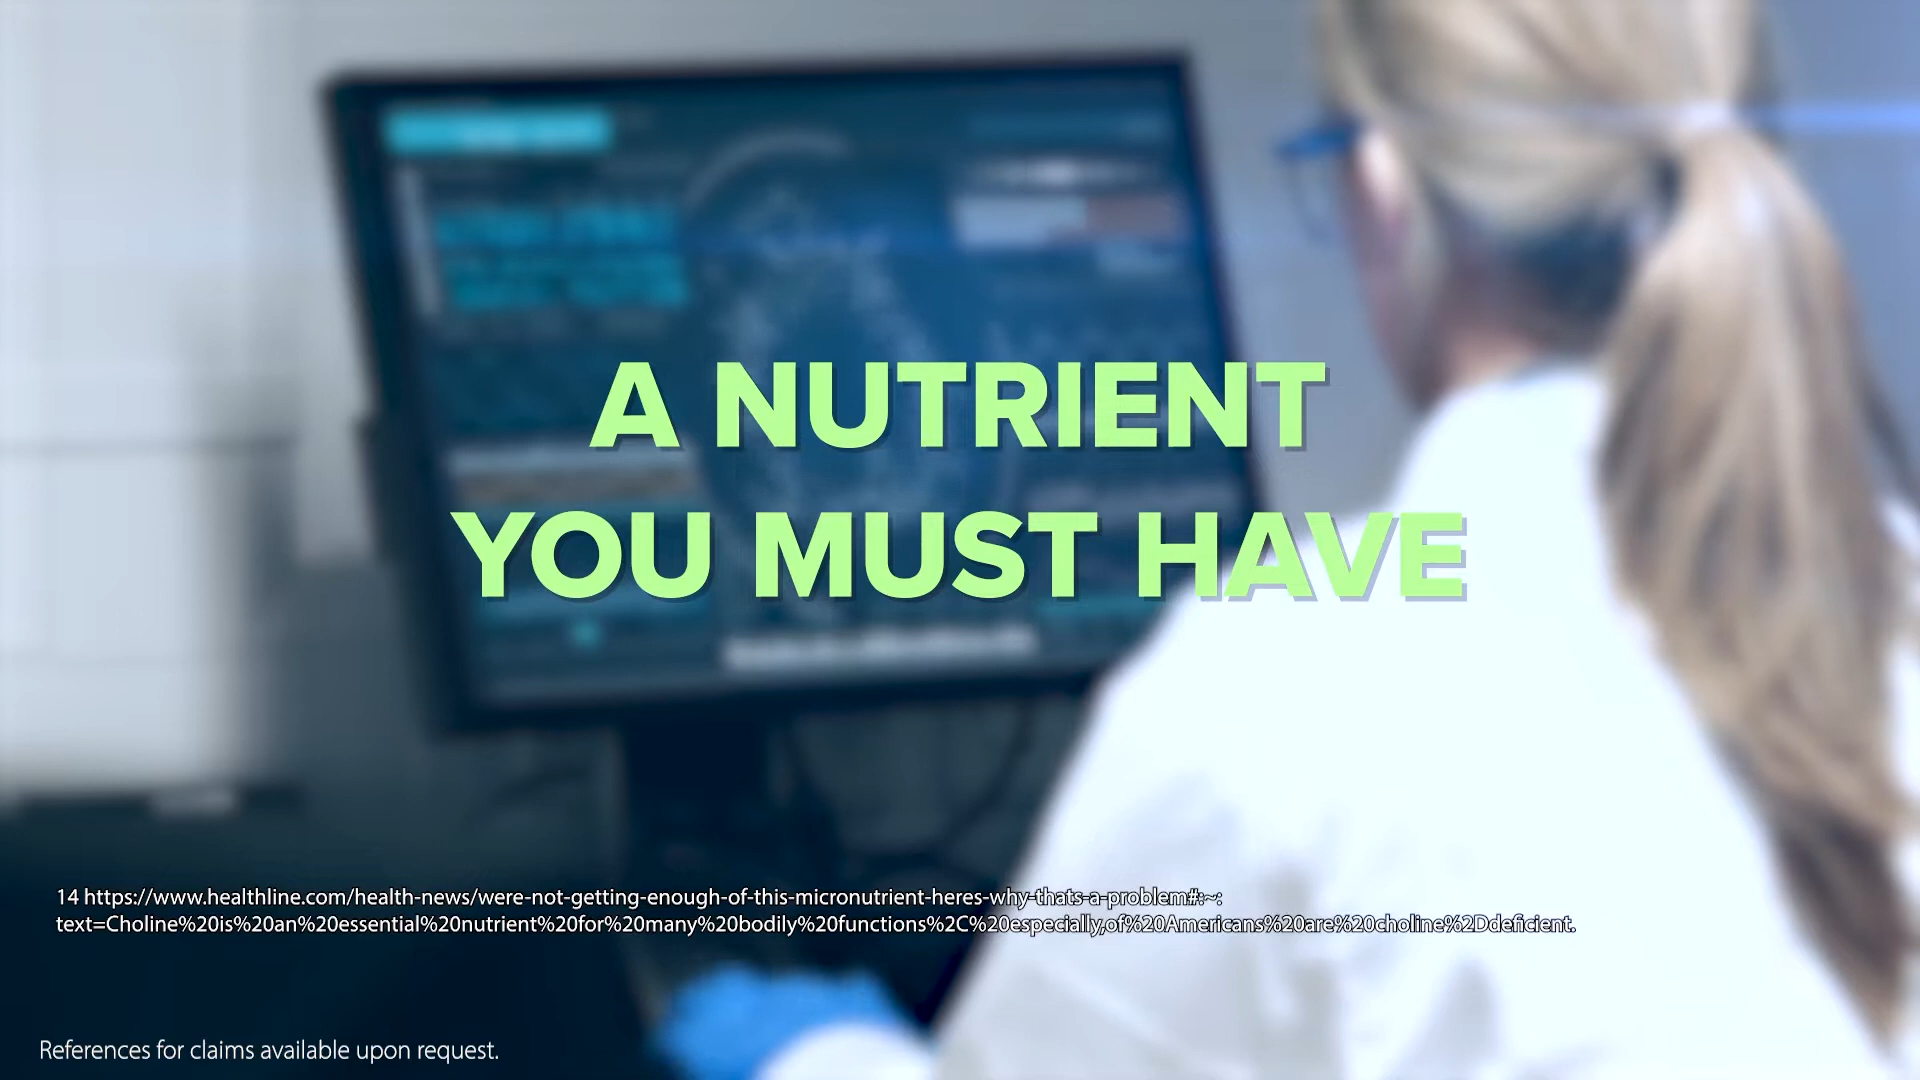 A NUTRIENT
YOU MUST HAVE
14 https://www.healthline.com/health-news/were-not-getting-enough-of-this-micronutrient-heres-why-thats-a-problem#:~:
text=Choline%20is%20an%20essential%20nutrient%20for%20many%20bodily%20functions%2C%20especially,of%20Americans%20are%20choline%2Ddeficient.
References for claims available upon request.